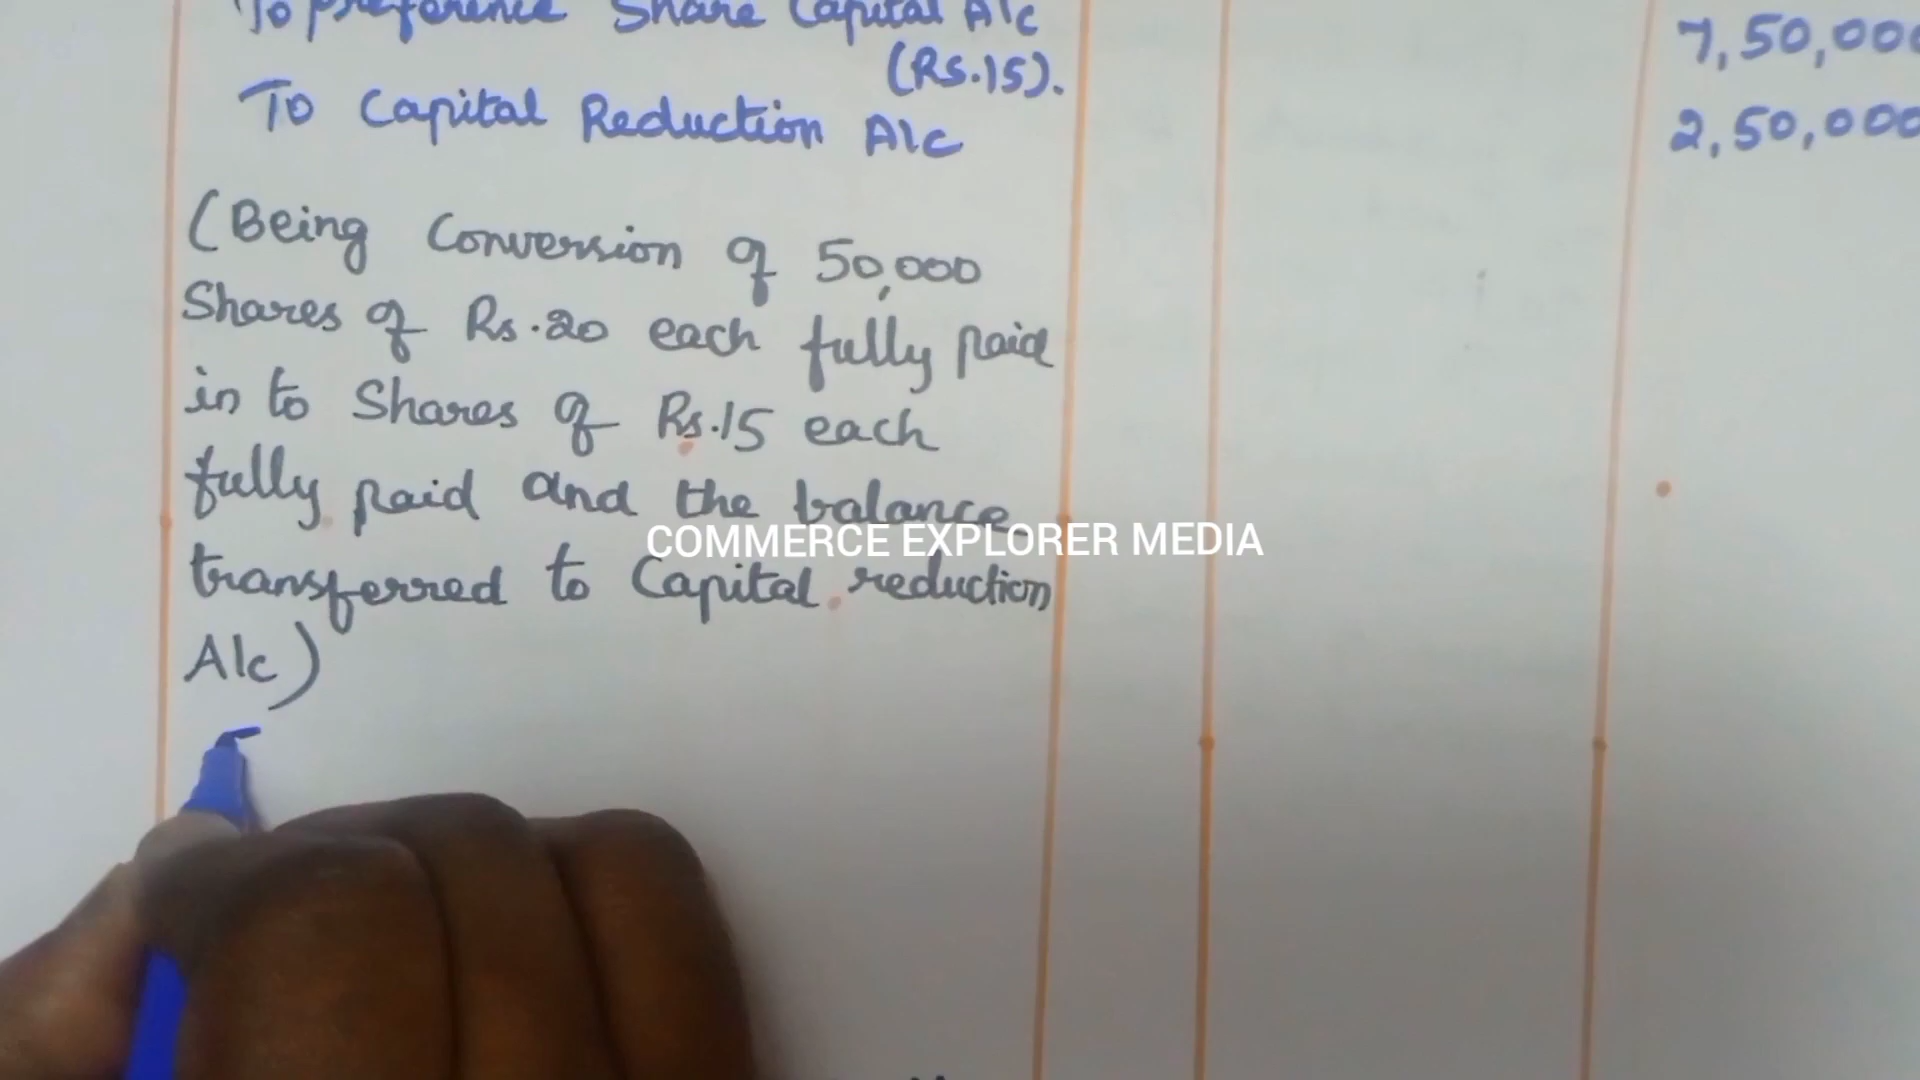 To preference Share Capital A/c
(Rs.15).
7,50,000
To Capital Reduction A/c
2,50,000
(Being Conversion of 50,000
Shares of Rs.20 each fully paid
in to Shares of Rs.15 each
fully paid and the balance
transferred to Capital reduction
A/c)
COMMERCE EXPLORER MEDIA